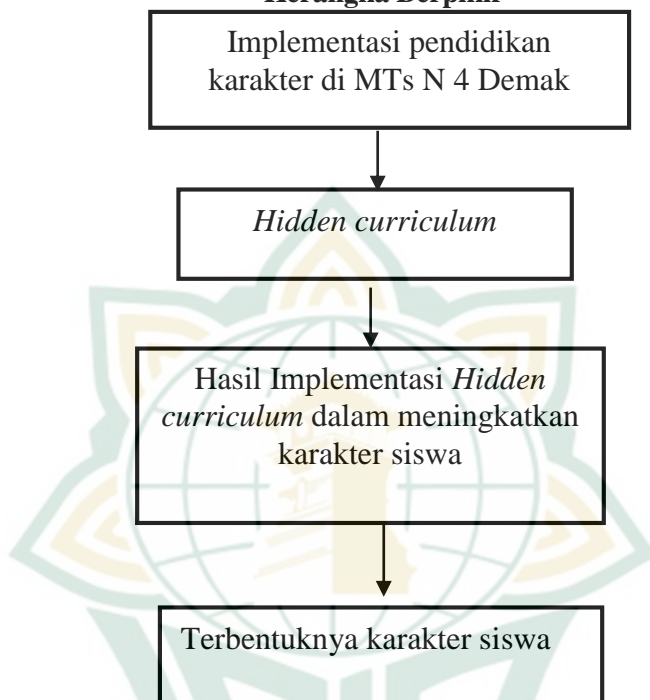 Kerangka Berpikir
Implementasi pendidikan
karakter di MTs N 4 Demak
Hidden curriculum
Hasil Implementasi Hidden
curriculum dalam meningkatkan
karakter siswa
Terbentuknya karakter siswa